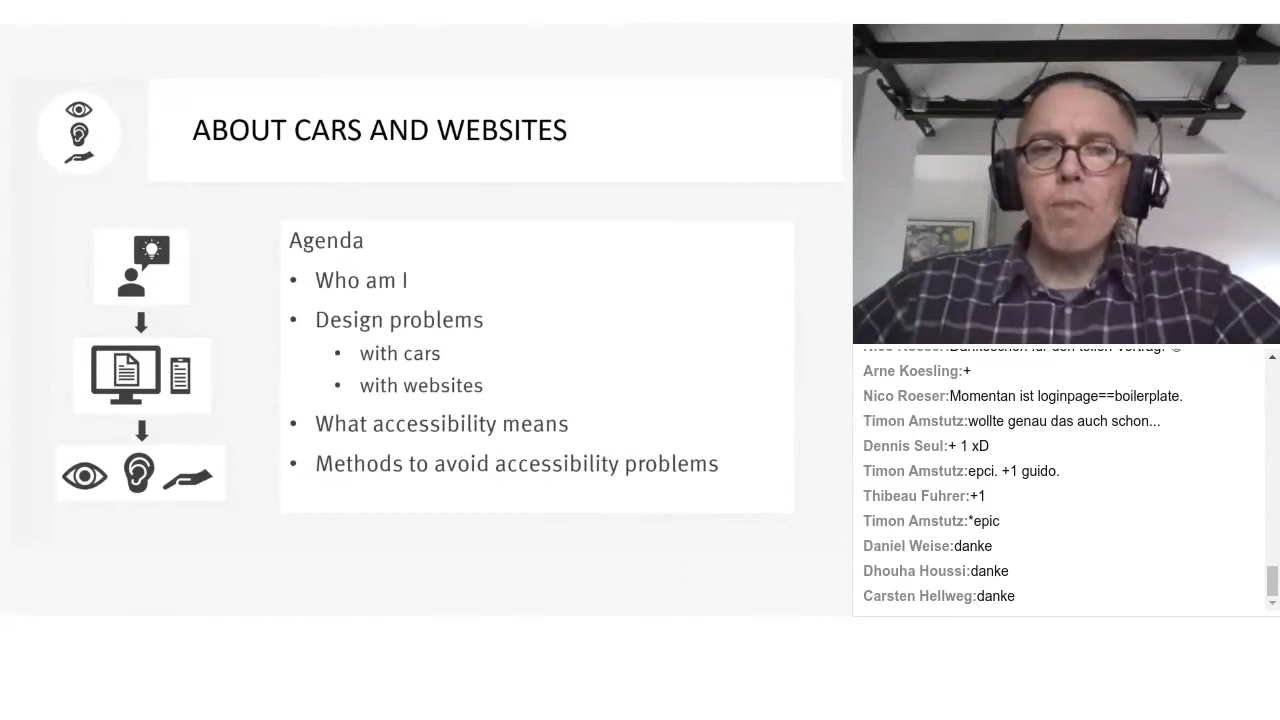 ABOUT CARS AND WEBSITES
Agenda
• Who am I
• Design problems
• with cars
• with websites
• What accessibility means
• Methods to avoid accessibility problems
Arne Koesling:+
Nico Roeser:Momentan ist loginpage==boilerplate.
Timon Amstutz:wollte genau das auch schon...
Dennis Seul:+ 1 xD
Timon Amstutz:epci. +1 guido.
Thibeau Fuhrer:+1
Timon Amstutz:*epic
Daniel Weise:danke
Dhouha Houssi:danke
Carsten Hellweg:danke